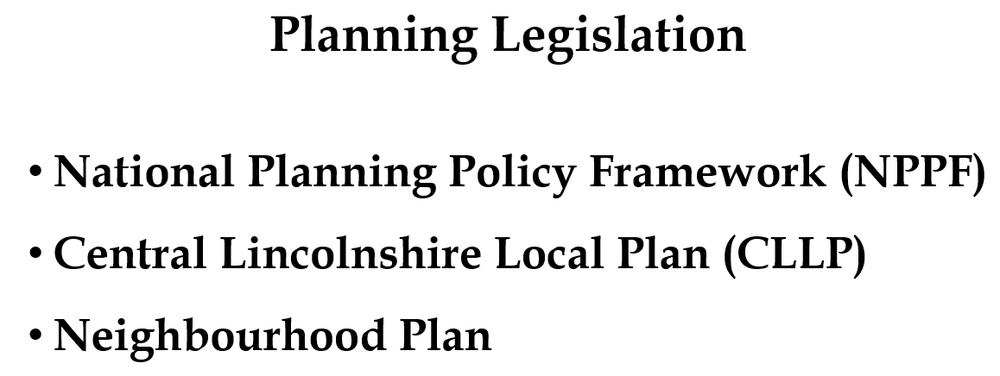 Planning Legislation
• National Planning Policy Framework (NPPF)
• Central Lincolnshire Local Plan (CLLP)
• Neighbourhood Plan